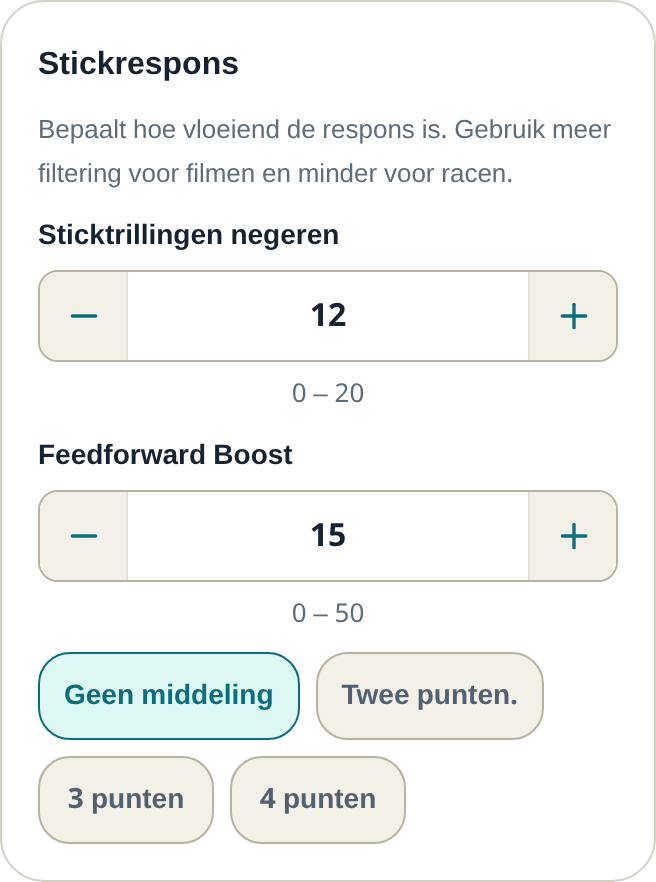 Stickrespons
Bepaalt hoe vloeiend de respons is. Gebruik meer
filtering voor filmen en minder voor racen.
Sticktrillingen negeren
− 12 +
0 – 20
Feedforward Boost
− 15 +
0 – 50
Geen middeling Twee punten.
3 punten 4 punten